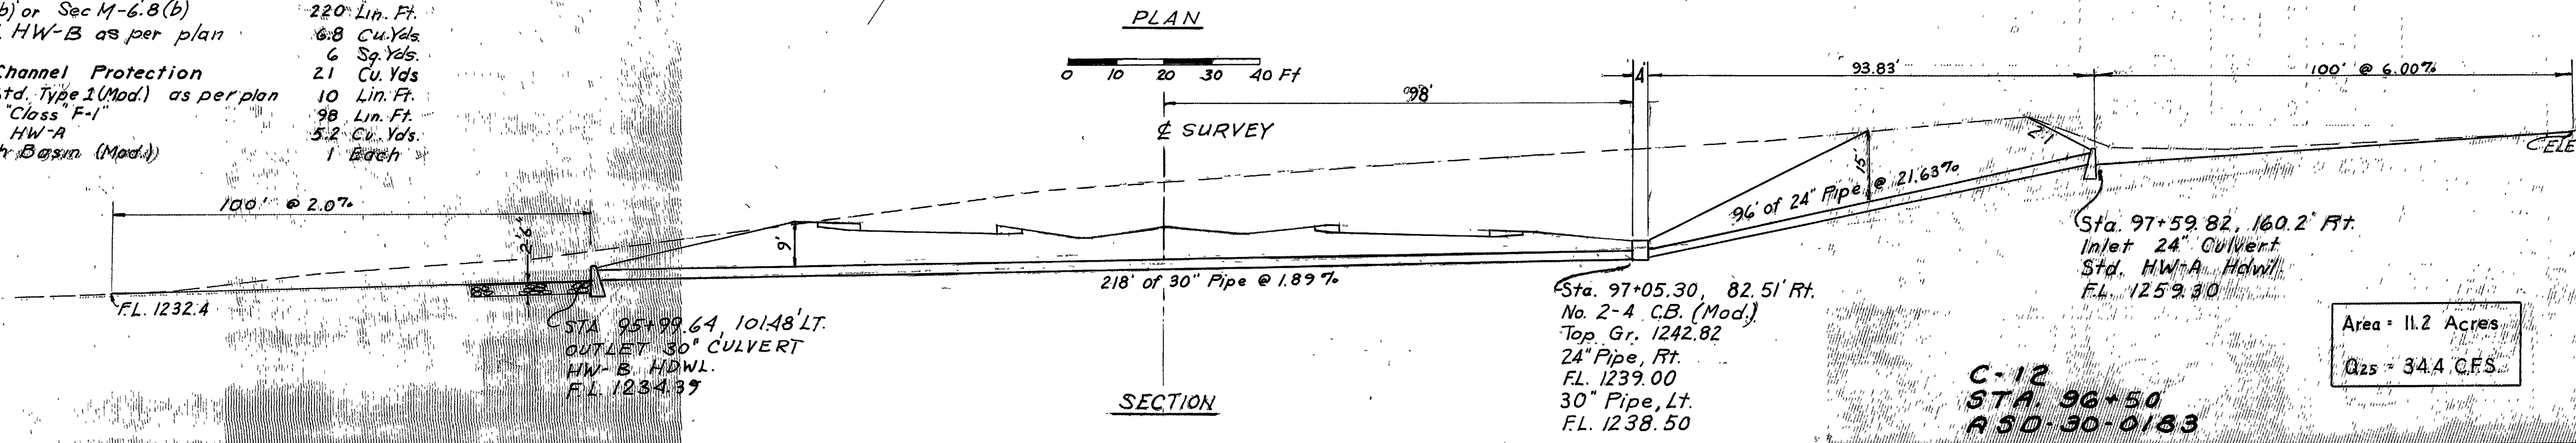 b) or Sec M-6.8(b) 220 Lin. Ft.
HW-B as per plan 6.8 Cu.Yds.
6 Sq.Yds.
Channel Protection 21 Cu. Yds
Std. Type 1 (Mod.) as per plan 10 Lin. Ft.
"Class "F-1" 98 Lin. Ft.
HW-A 5.2 Cu. Yds.
h Basin (Mod.) 1 Each
PLAN
0 10 20 30 40 Ft
98'
4'
93.83'
100' @ 6.00%
℄ SURVEY
100' @ 2.0%
2'6"
9'
15'
2:1
ELE
96' of 24" Pipe @ 21.63%
218' of 30" Pipe @ 1.89%
F.L. 1232.4
STA 95+99.64, 101.48' LT.
OUTLET 30" CULVERT
HW-B HDWL.
F.L. 1234.39
Sta. 97+05.30, 82.51' Rt.
No. 2-4 C.B. (Mod.)
Top Gr. 1242.82
24" Pipe, Rt.
F.L. 1239.00
30" Pipe, Lt.
F.L. 1238.50
Sta. 97+59.82, 160.2' Rt.
Inlet 24" Culvert
Std. HW-A Hdwl.
F.L. 1259.30
SECTION
C-12
STA. 96+50
ASD-30-0183
Area = 11.2 Acres
Q25 = 34.4 C.F.S.